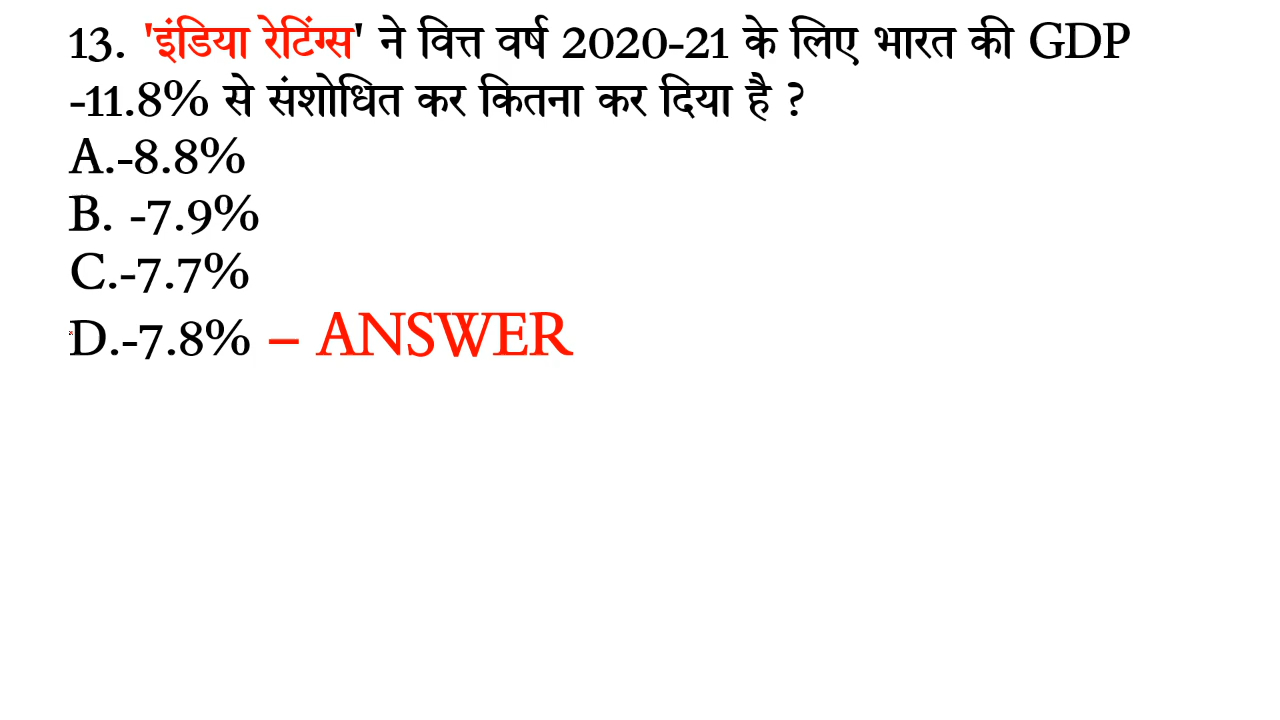 13. 'इंडिया रेटिंग्स' ने वित्त वर्ष 2020-21 के लिए भारत की GDP
-11.8% से संशोधित कर कितना कर दिया है ?
A.-8.8%
B. -7.9%
C.-7.7%
D.-7.8% – ANSWER